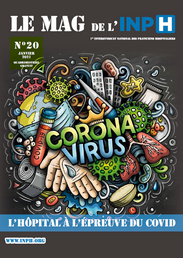 LE MAG DE L'INPH
N°20
JANVIER
2021
CORONA
VIRUS
L'HÔPITAL À L'ÉPREUVE DU COVID
WWW.INPH.ORG